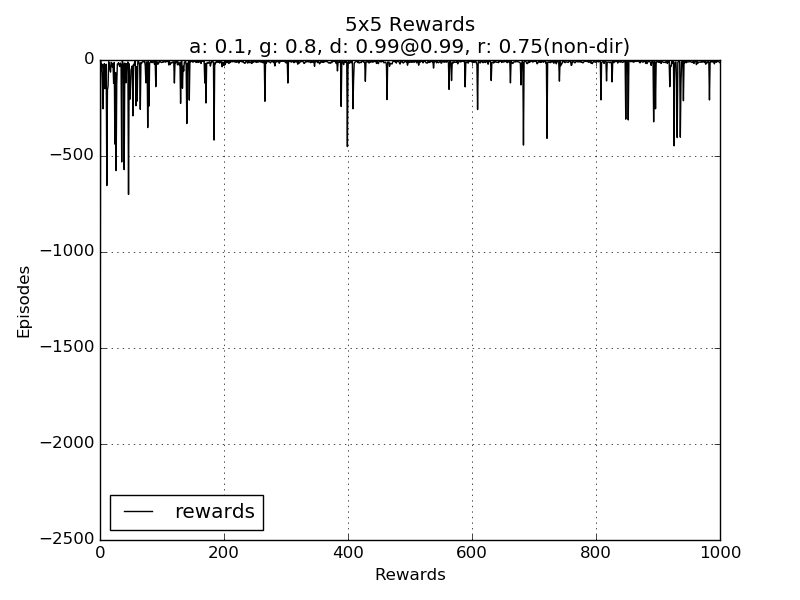 5x5 Rewards
a: 0.1, g: 0.8, d: 0.99@0.99, r: 0.75(non-dir)
0
−500
−1000
−1500
−2000
−2500
Episodes
rewards
0 200 400 600 800 1000
Rewards